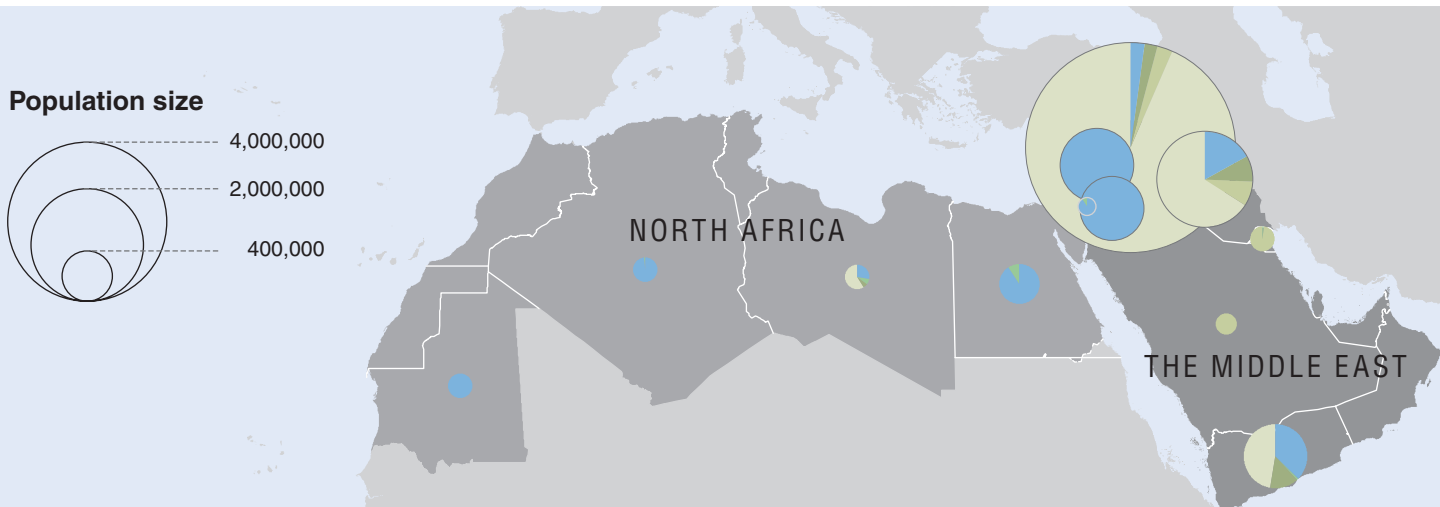 Population size
4,000,000
2,000,000
400,000
NORTH AFRICA
THE MIDDLE EAST